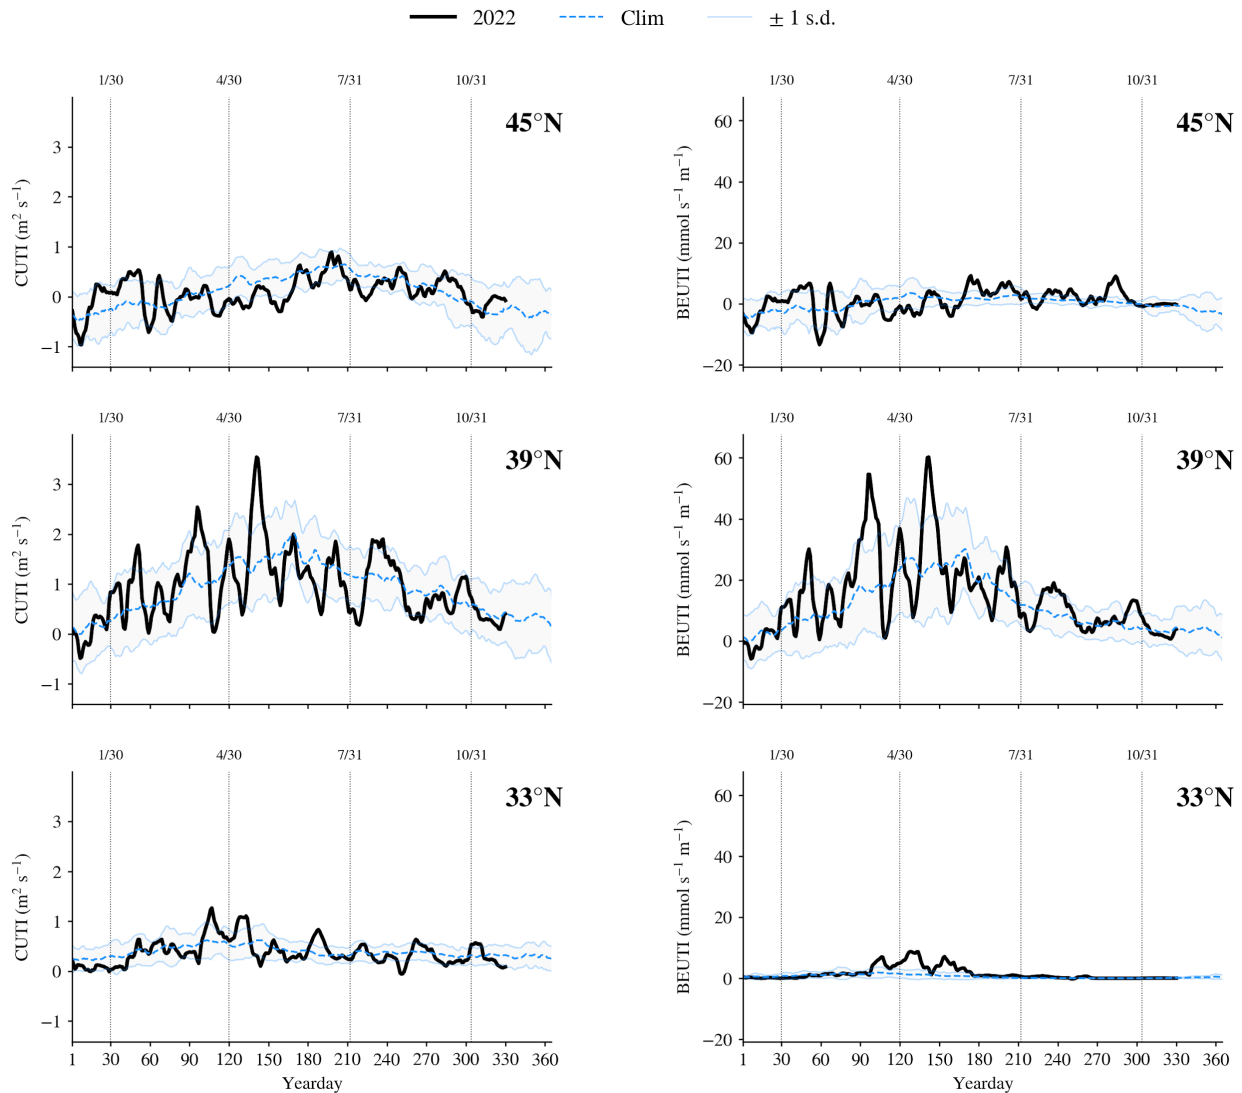 2022 Clim ± 1 s.d.
1/30 4/30 7/31 10/31
45°N
CUTI (m² s⁻¹)
3
2
1
0
−1
1/30 4/30 7/31 10/31
45°N
BEUTI (mmol s⁻¹ m⁻¹)
60
40
20
0
−20
1/30 4/30 7/31 10/31
39°N
CUTI (m² s⁻¹)
3
2
1
0
−1
1/30 4/30 7/31 10/31
39°N
BEUTI (mmol s⁻¹ m⁻¹)
60
40
20
0
−20
1/30 4/30 7/31 10/31
33°N
CUTI (m² s⁻¹)
3
2
1
0
−1
1 30 60 90 120 150 180 210 240 270 300 330 360
Yearday
1/30 4/30 7/31 10/31
33°N
BEUTI (mmol s⁻¹ m⁻¹)
60
40
20
0
−20
1 30 60 90 120 150 180 210 240 270 300 330 360
Yearday